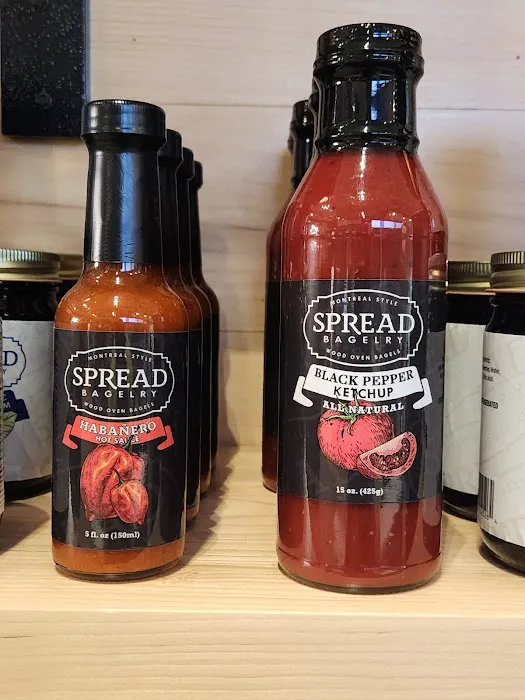 MONTREAL STYLE
SPREAD
BAGELRY
WOOD OVEN BAGELS
HABAÑERO
HOT SAUCE
5 fl. oz (150ml)
MONTREAL STYLE
SPREAD
BAGELRY
WOOD OVEN BAGELS
BLACK PEPPER
KETCHUP
ALL NATURAL
15 oz. (425g)
D